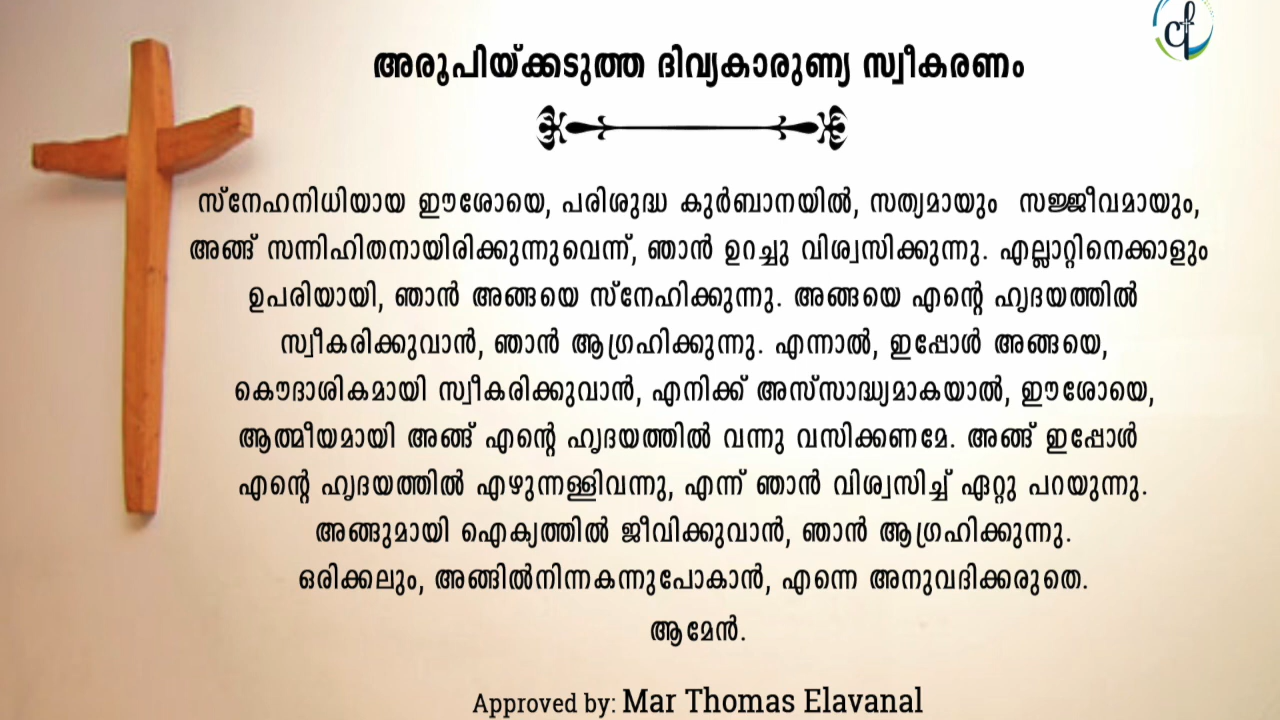 cf
അരൂപിയ്ക്കടുത്ത ദിവ്യകാരുണ്യ സ്വീകരണം
സ്നേഹനിധിയായ ഈശോയെ, പരിശുദ്ധ കുർബാനയിൽ, സത്യമായും സജ്ജീവമായും,
അങ്ങ് സന്നിഹിതനായിരിക്കുന്നുവെന്ന്, ഞാൻ ഉറച്ചു വിശ്വസിക്കുന്നു. എല്ലാറ്റിനെക്കാളും
ഉപരിയായി, ഞാൻ അങ്ങയെ സ്നേഹിക്കുന്നു. അങ്ങയെ എന്റെ ഹൃദയത്തിൽ
സ്വീകരിക്കുവാൻ, ഞാൻ ആഗ്രഹിക്കുന്നു. എന്നാൽ, ഇപ്പോൾ അങ്ങയെ,
കൌദാശികമായി സ്വീകരിക്കുവാൻ, എനിക്ക് അസ്സാദ്ധ്യമാകയാൽ, ഈശോയെ,
ആത്മീയമായി അങ്ങ് എന്റെ ഹൃദയത്തിൽ വന്നു വസിക്കണമേ. അങ്ങ് ഇപ്പോൾ
എന്റെ ഹൃദയത്തിൽ എഴുന്നള്ളിവന്നു, എന്ന് ഞാൻ വിശ്വസിച്ച് ഏറ്റു പറയുന്നു.
അങ്ങുമായി ഐക്യത്തിൽ ജീവിക്കുവാൻ, ഞാൻ ആഗ്രഹിക്കുന്നു.
ഒരിക്കലും, അങ്ങിൽനിന്നകന്നുപോകാൻ, എന്നെ അനുവദിക്കരുതെ.
ആമേൻ.
Approved by: Mar Thomas Elavanal